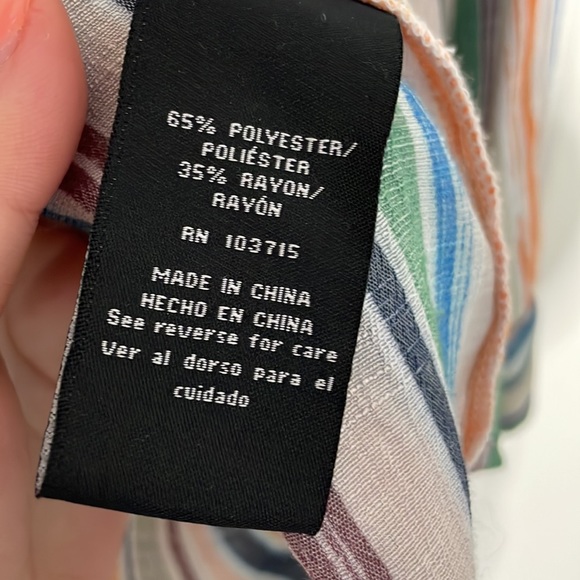 65% POLYESTER/
POLIÉSTER
35% RAYON/
RAYÓN
RN 103715
MADE IN CHINA
HECHO EN CHINA
See reverse for care
Ver al dorso para el
cuidado